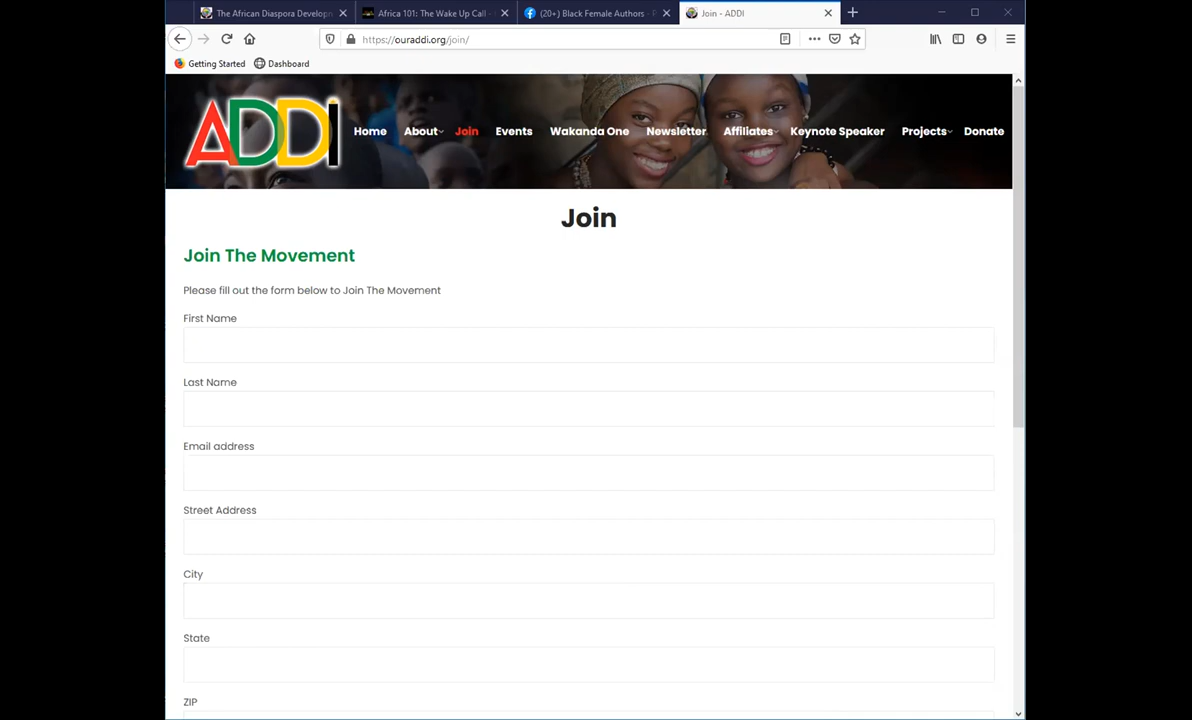 The African Diaspora Developm
Africa 101: The Wake Up Call -
(20+) Black Female Authors -
Join - ADDI
https://ouraddi.org/join/
Getting Started
Dashboard
ADDI
Home
About
Join
Events
Wakanda One
Newsletter
Affiliates
Keynote Speaker
Projects
Donate
Join
Join The Movement
Please fill out the form below to Join The Movement
First Name
Last Name
Email address
Street Address
City
State
ZIP